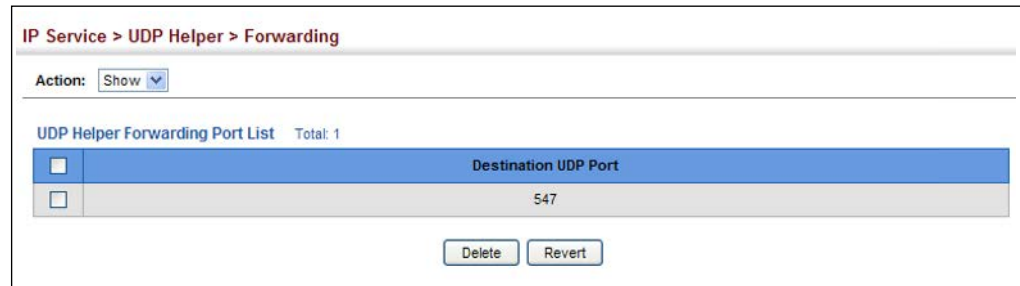 IP Service > UDP Helper > Forwarding
Action: Show
UDP Helper Forwarding Port List Total: 1
Destination UDP Port
547
Delete Revert